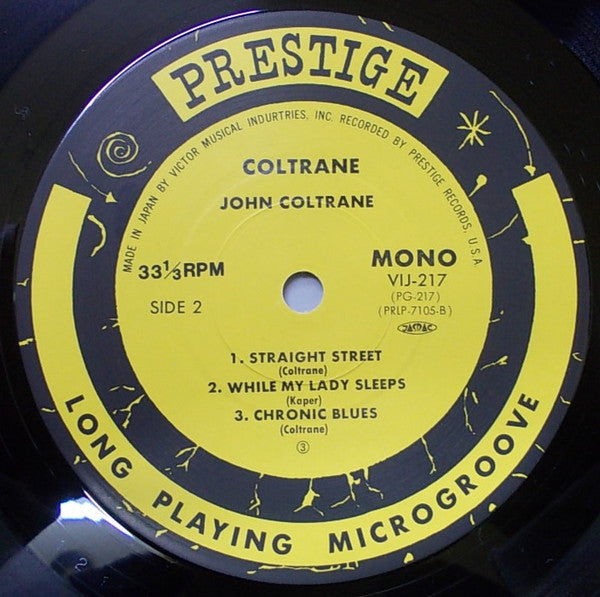 PRESTIGE
MADE IN JAPAN BY VICTOR MUSICAL INDURTRIES, INC. RECORDED BY PRESTIGE RECORDS, U.S.A
COLTRANE
JOHN COLTRANE
33⅓RPM
SIDE 2
MONO
VIJ-217
(PG-217)
(PRLP-7105-B)
JASRAC
1. STRAIGHT STREET
(Coltrane)
2. WHILE MY LADY SLEEPS
(Kaper)
3. CHRONIC BLUES
(Coltrane)
③
LONG PLAYING MICROGROOVE